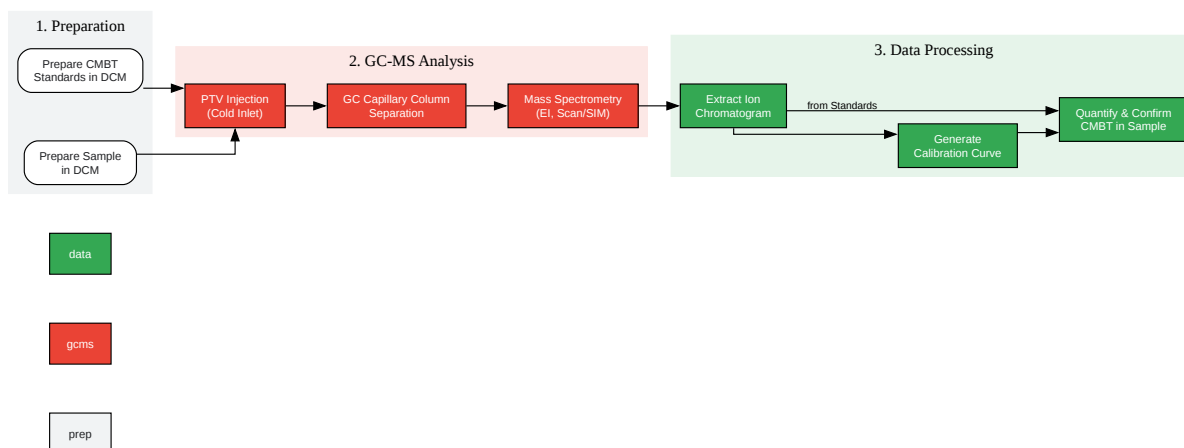 1. Preparation
Prepare CMBT
Standards in DCM
Prepare Sample
in DCM
2. GC-MS Analysis
PTV Injection
(Cold Inlet)
GC Capillary Column
Separation
Mass Spectrometry
(EI, Scan/SIM)
3. Data Processing
Extract Ion
Chromatogram
from Standards
Generate
Calibration Curve
Quantify & Confirm
CMBT in Sample
data
gcms
prep